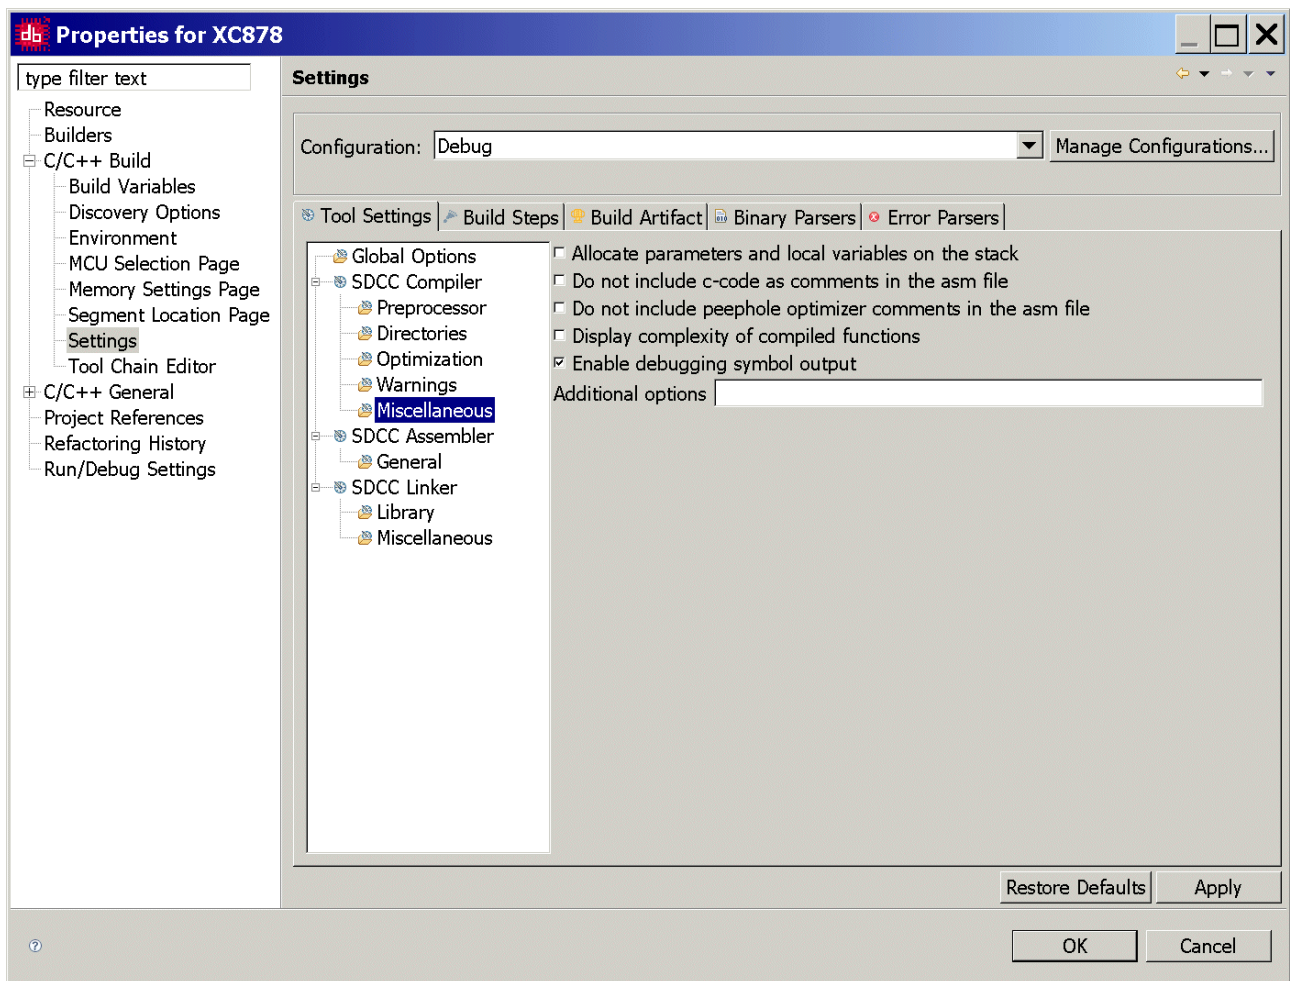 Properties for XC878
type filter text
Resource
Builders
C/C++ Build
Build Variables
Discovery Options
Environment
MCU Selection Page
Memory Settings Page
Segment Location Page
Settings
Tool Chain Editor
C/C++ General
Project References
Refactoring History
Run/Debug Settings
Settings
Configuration: Debug Manage Configurations...
Tool Settings Build Steps Build Artifact Binary Parsers Error Parsers
Global Options
SDCC Compiler
Preprocessor
Directories
Optimization
Warnings
Miscellaneous
SDCC Assembler
General
SDCC Linker
Library
Miscellaneous
Allocate parameters and local variables on the stack
Do not include c-code as comments in the asm file
Do not include peephole optimizer comments in the asm file
Display complexity of compiled functions
Enable debugging symbol output
Additional options
Restore Defaults Apply
OK Cancel